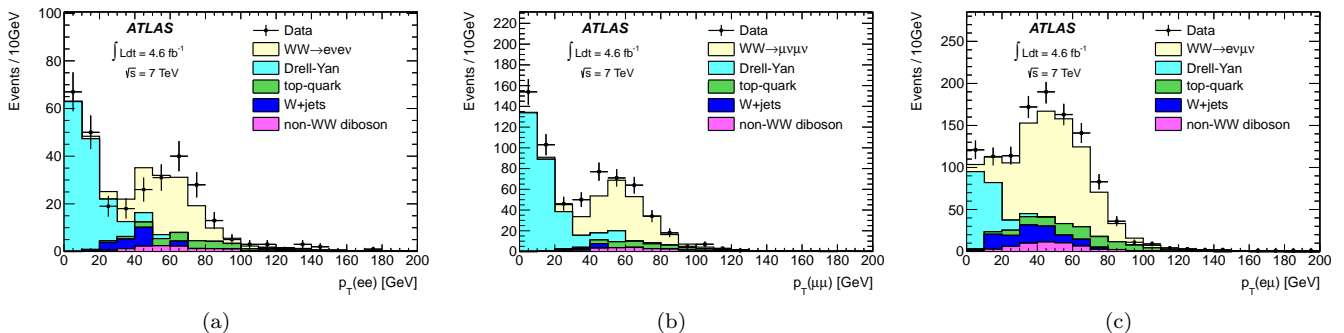 Events / 10GeV
100
80
60
40
20
0
ATLAS
∫ Ldt = 4.6 fb⁻¹
√s = 7 TeV
Data
WW→eνeν
Drell-Yan
top-quark
W+jets
non-WW diboson
0 20 40 60 80 100 120 140 160 180 200
p_T(ee) [GeV]
(a)
Events / 10GeV
220
200
180
160
140
120
100
80
60
40
20
0
ATLAS
∫ Ldt = 4.6 fb⁻¹
√s = 7 TeV
Data
WW→μνμν
Drell-Yan
top-quark
W+jets
non-WW diboson
0 20 40 60 80 100 120 140 160 180 200
p_T(μμ) [GeV]
(b)
Events / 10GeV
250
200
150
100
50
0
ATLAS
∫ Ldt = 4.6 fb⁻¹
√s = 7 TeV
Data
WW→eνμν
Drell-Yan
top-quark
W+jets
non-WW diboson
0 20 40 60 80 100 120 140 160 180 200
p_T(eμ) [GeV]
(c)